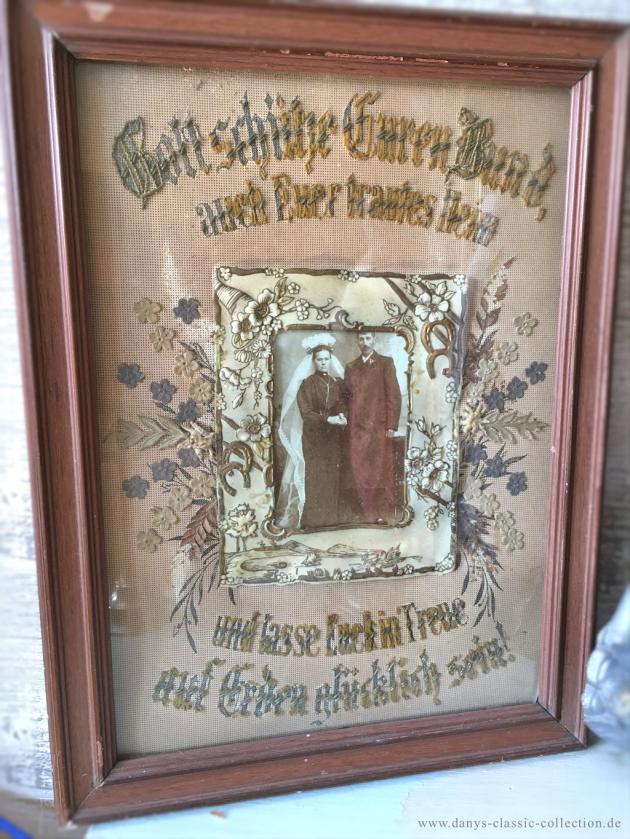 Gott schütze Euren Bund,
auch Euer trautes Heim
und lasse Euch in Treue
auf Erden glücklich sein!
www.danys-classic-collection.de